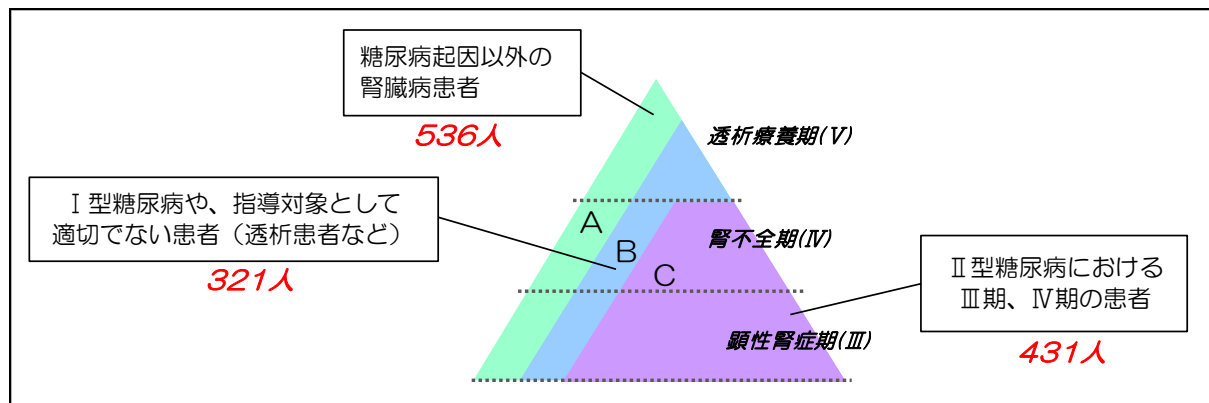 糖尿病起因以外の
腎臓病患者
536人
透析療養期(Ⅴ)
Ⅰ型糖尿病や、指導対象として
適切でない患者（透析患者など）
321人
A
B
C
腎不全期(Ⅳ)
Ⅱ型糖尿病における
Ⅲ期、Ⅳ期の患者
431人
顕性腎症期(Ⅲ)